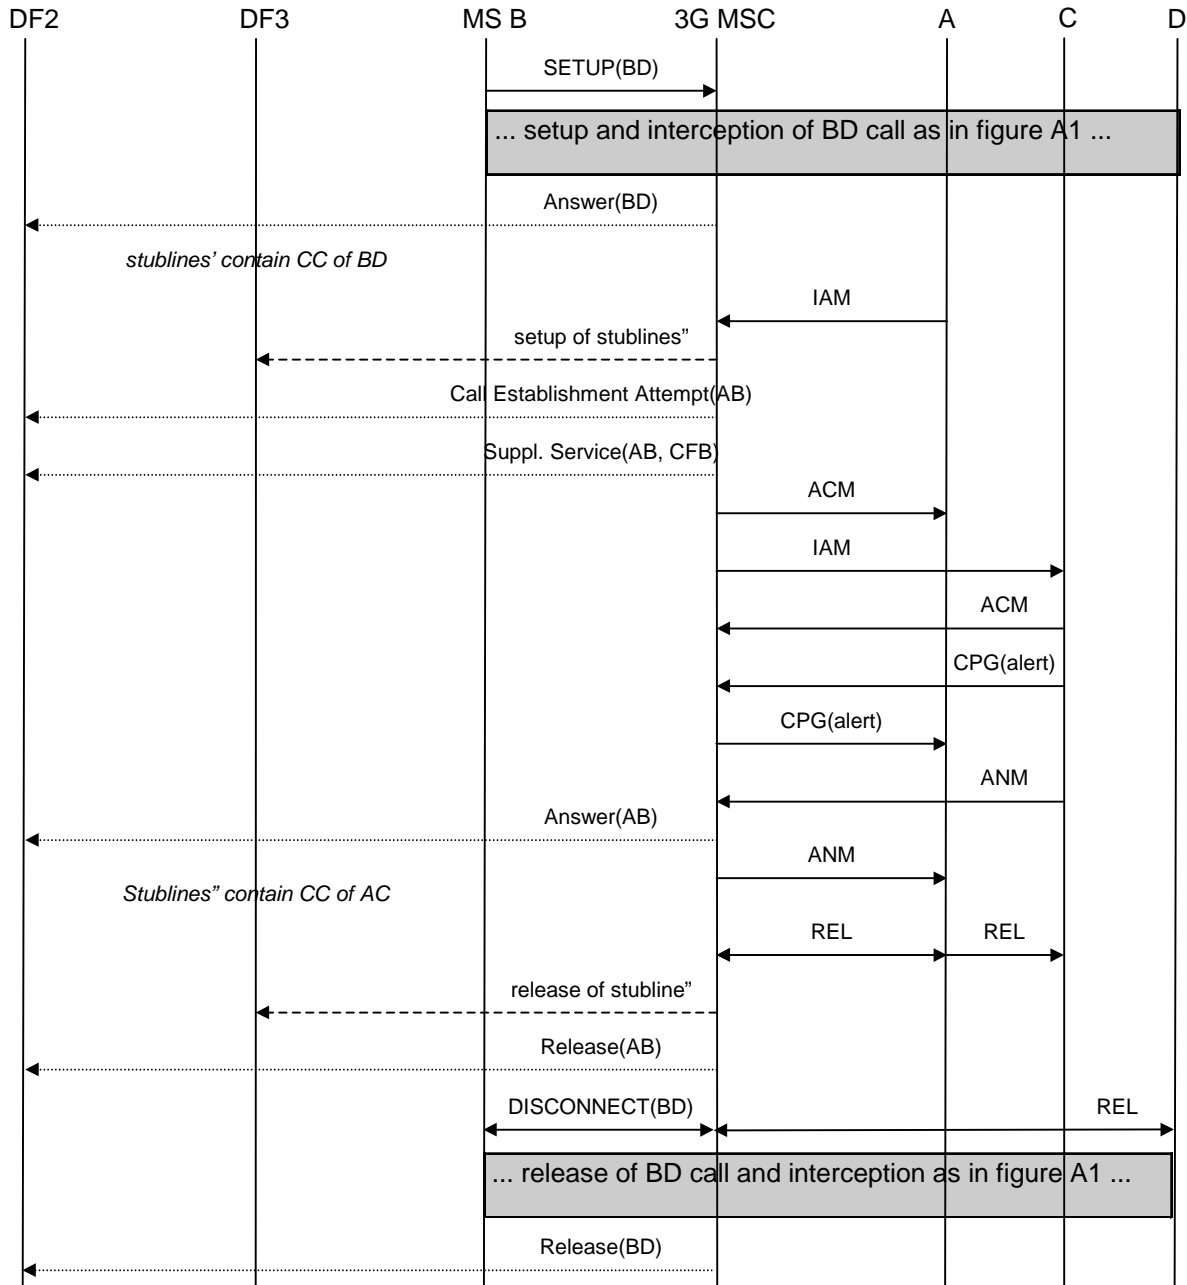 DF2 DF3 MS B 3G MSC A C D
SETUP(BD)
... setup and interception of BD call as in figure A1 ...
Answer(BD)
stublines’ contain CC of BD
IAM
setup of stublines”
Call Establishment Attempt(AB)
Suppl. Service(AB, CFB)
ACM
IAM
ACM
CPG(alert)
CPG(alert)
ANM
Answer(AB)
ANM
Stublines” contain CC of AC
REL REL
release of stubline”
Release(AB)
DISCONNECT(BD) REL
... release of BD call and interception as in figure A1 ...
Release(BD)